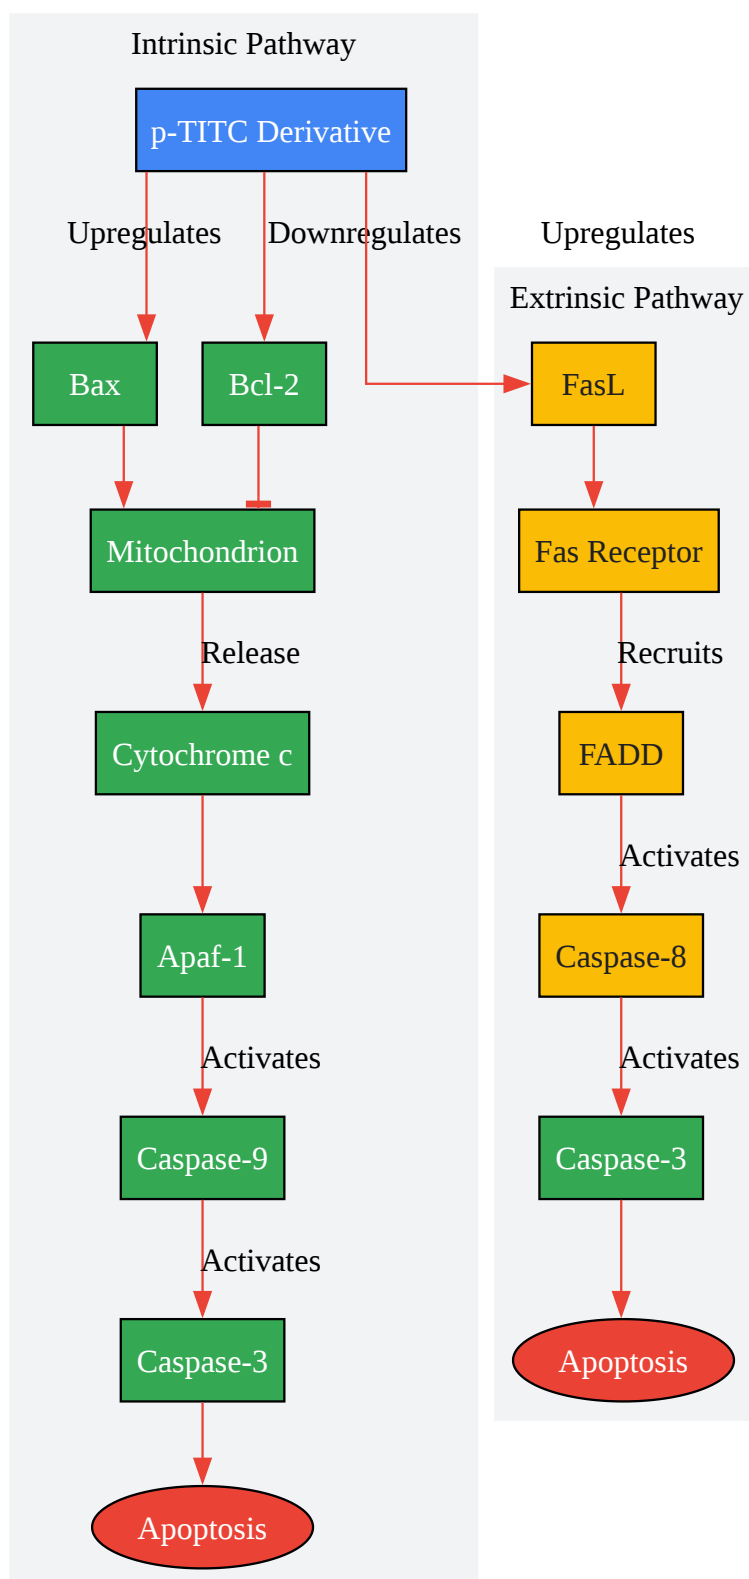 Intrinsic Pathway
p-TITC Derivative
Upregulates
Downregulates
Upregulates
Extrinsic Pathway
Bax
Bcl-2
FasL
Mitochondrion
Fas Receptor
Release
Recruits
Cytochrome c
FADD
Activates
Apaf-1
Caspase-8
Activates
Activates
Caspase-9
Caspase-3
Activates
Caspase-3
Apoptosis
Apoptosis